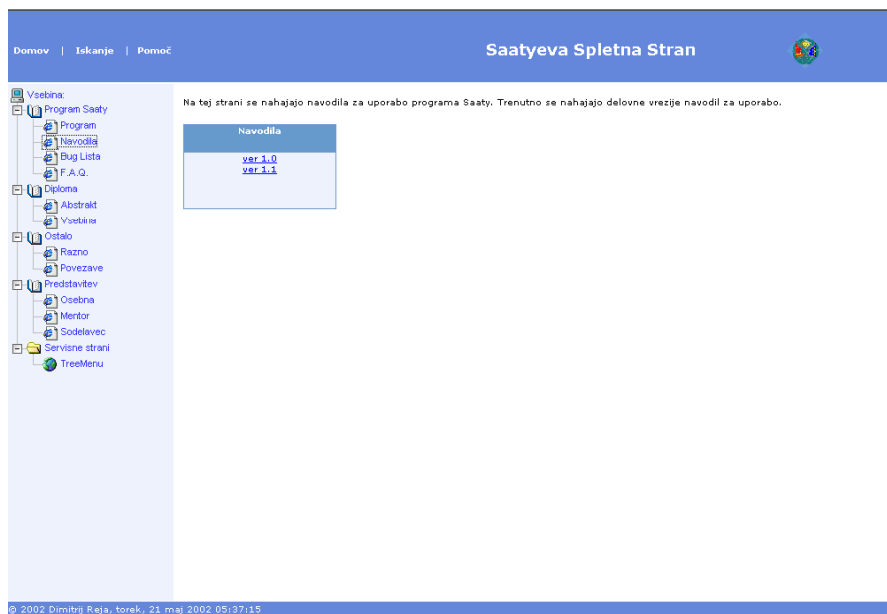 Domov | Iskanje | Pomoč
Saatyeva Spletna Stran
Vsebina:
Program Saaty
Program
Navodila
Bug Lista
F.A.Q.
Diploma
Abstrakt
Vsebina
Ostalo
Razno
Povezave
Predstavitev
Osebna
Mentor
Sodelavec
Servisne strani
TreeMenu
Na tej strani se nahajajo navodila za uporabo programa Saaty. Trenutno se nahajajo delovne vrezije navodil za uporabo.
Navodila
ver 1.0
ver 1.1
© 2002 Dimitrij Reja, torek, 21 maj 2002 05:37:15